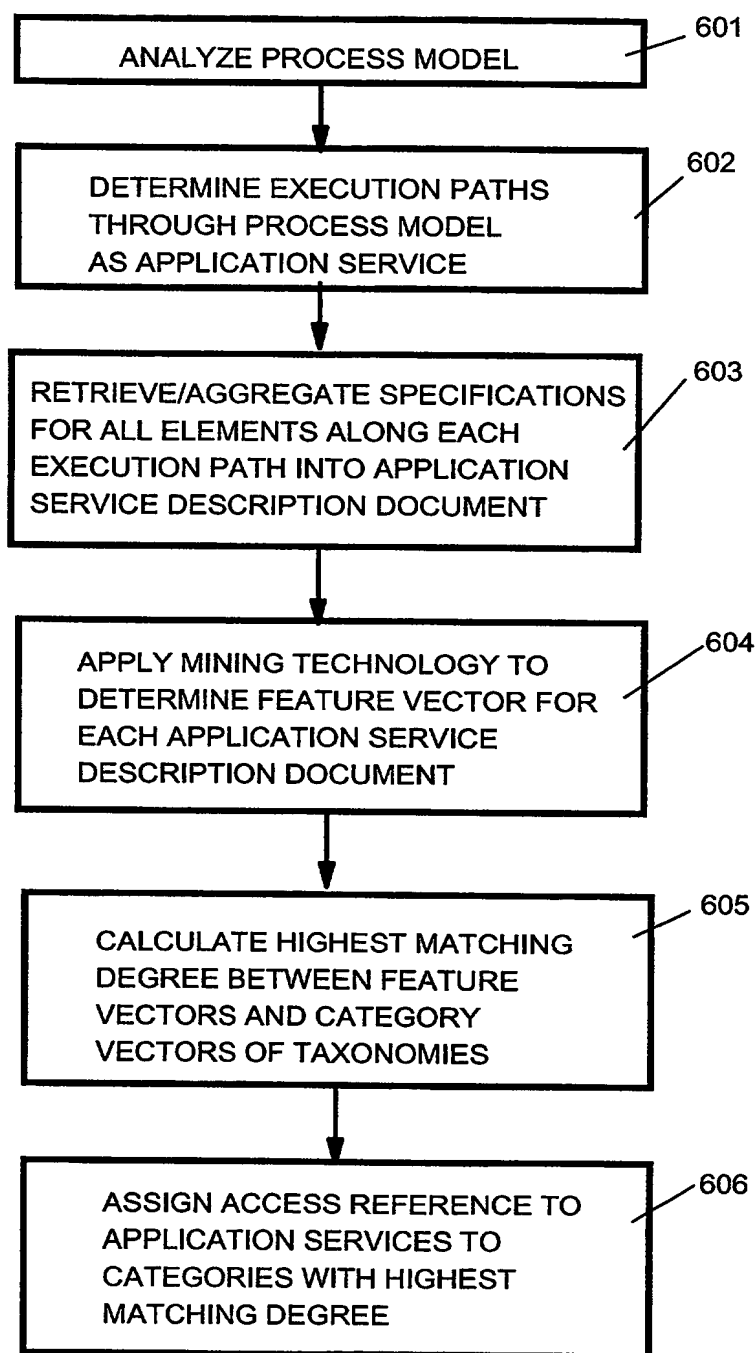 601
ANALYZE PROCESS MODEL
602
DETERMINE EXECUTION PATHS
THROUGH PROCESS MODEL
AS APPLICATION SERVICE
603
RETRIEVE/AGGREGATE SPECIFICATIONS
FOR ALL ELEMENTS ALONG EACH
EXECUTION PATH INTO APPLICATION
SERVICE DESCRIPTION DOCUMENT
604
APPLY MINING TECHNOLOGY TO
DETERMINE FEATURE VECTOR FOR
EACH APPLICATION SERVICE
DESCRIPTION DOCUMENT
605
CALCULATE HIGHEST MATCHING
DEGREE BETWEEN FEATURE
VECTORS AND CATEGORY
VECTORS OF TAXONOMIES
606
ASSIGN ACCESS REFERENCE TO
APPLICATION SERVICES TO
CATEGORIES WITH HIGHEST
MATCHING DEGREE